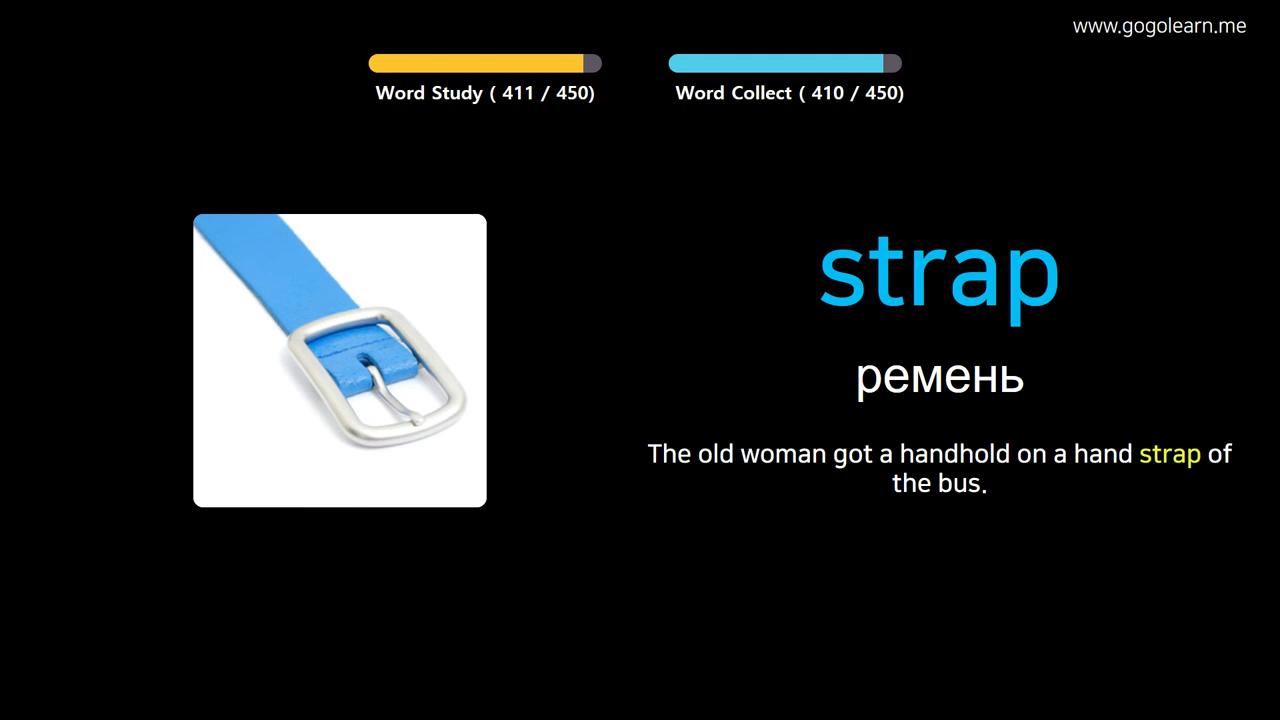 www.gogolearn.me
Word Study ( 411 / 450)
Word Collect ( 410 / 450)
strap
ремень
The old woman got a handhold on a hand strap of
the bus.